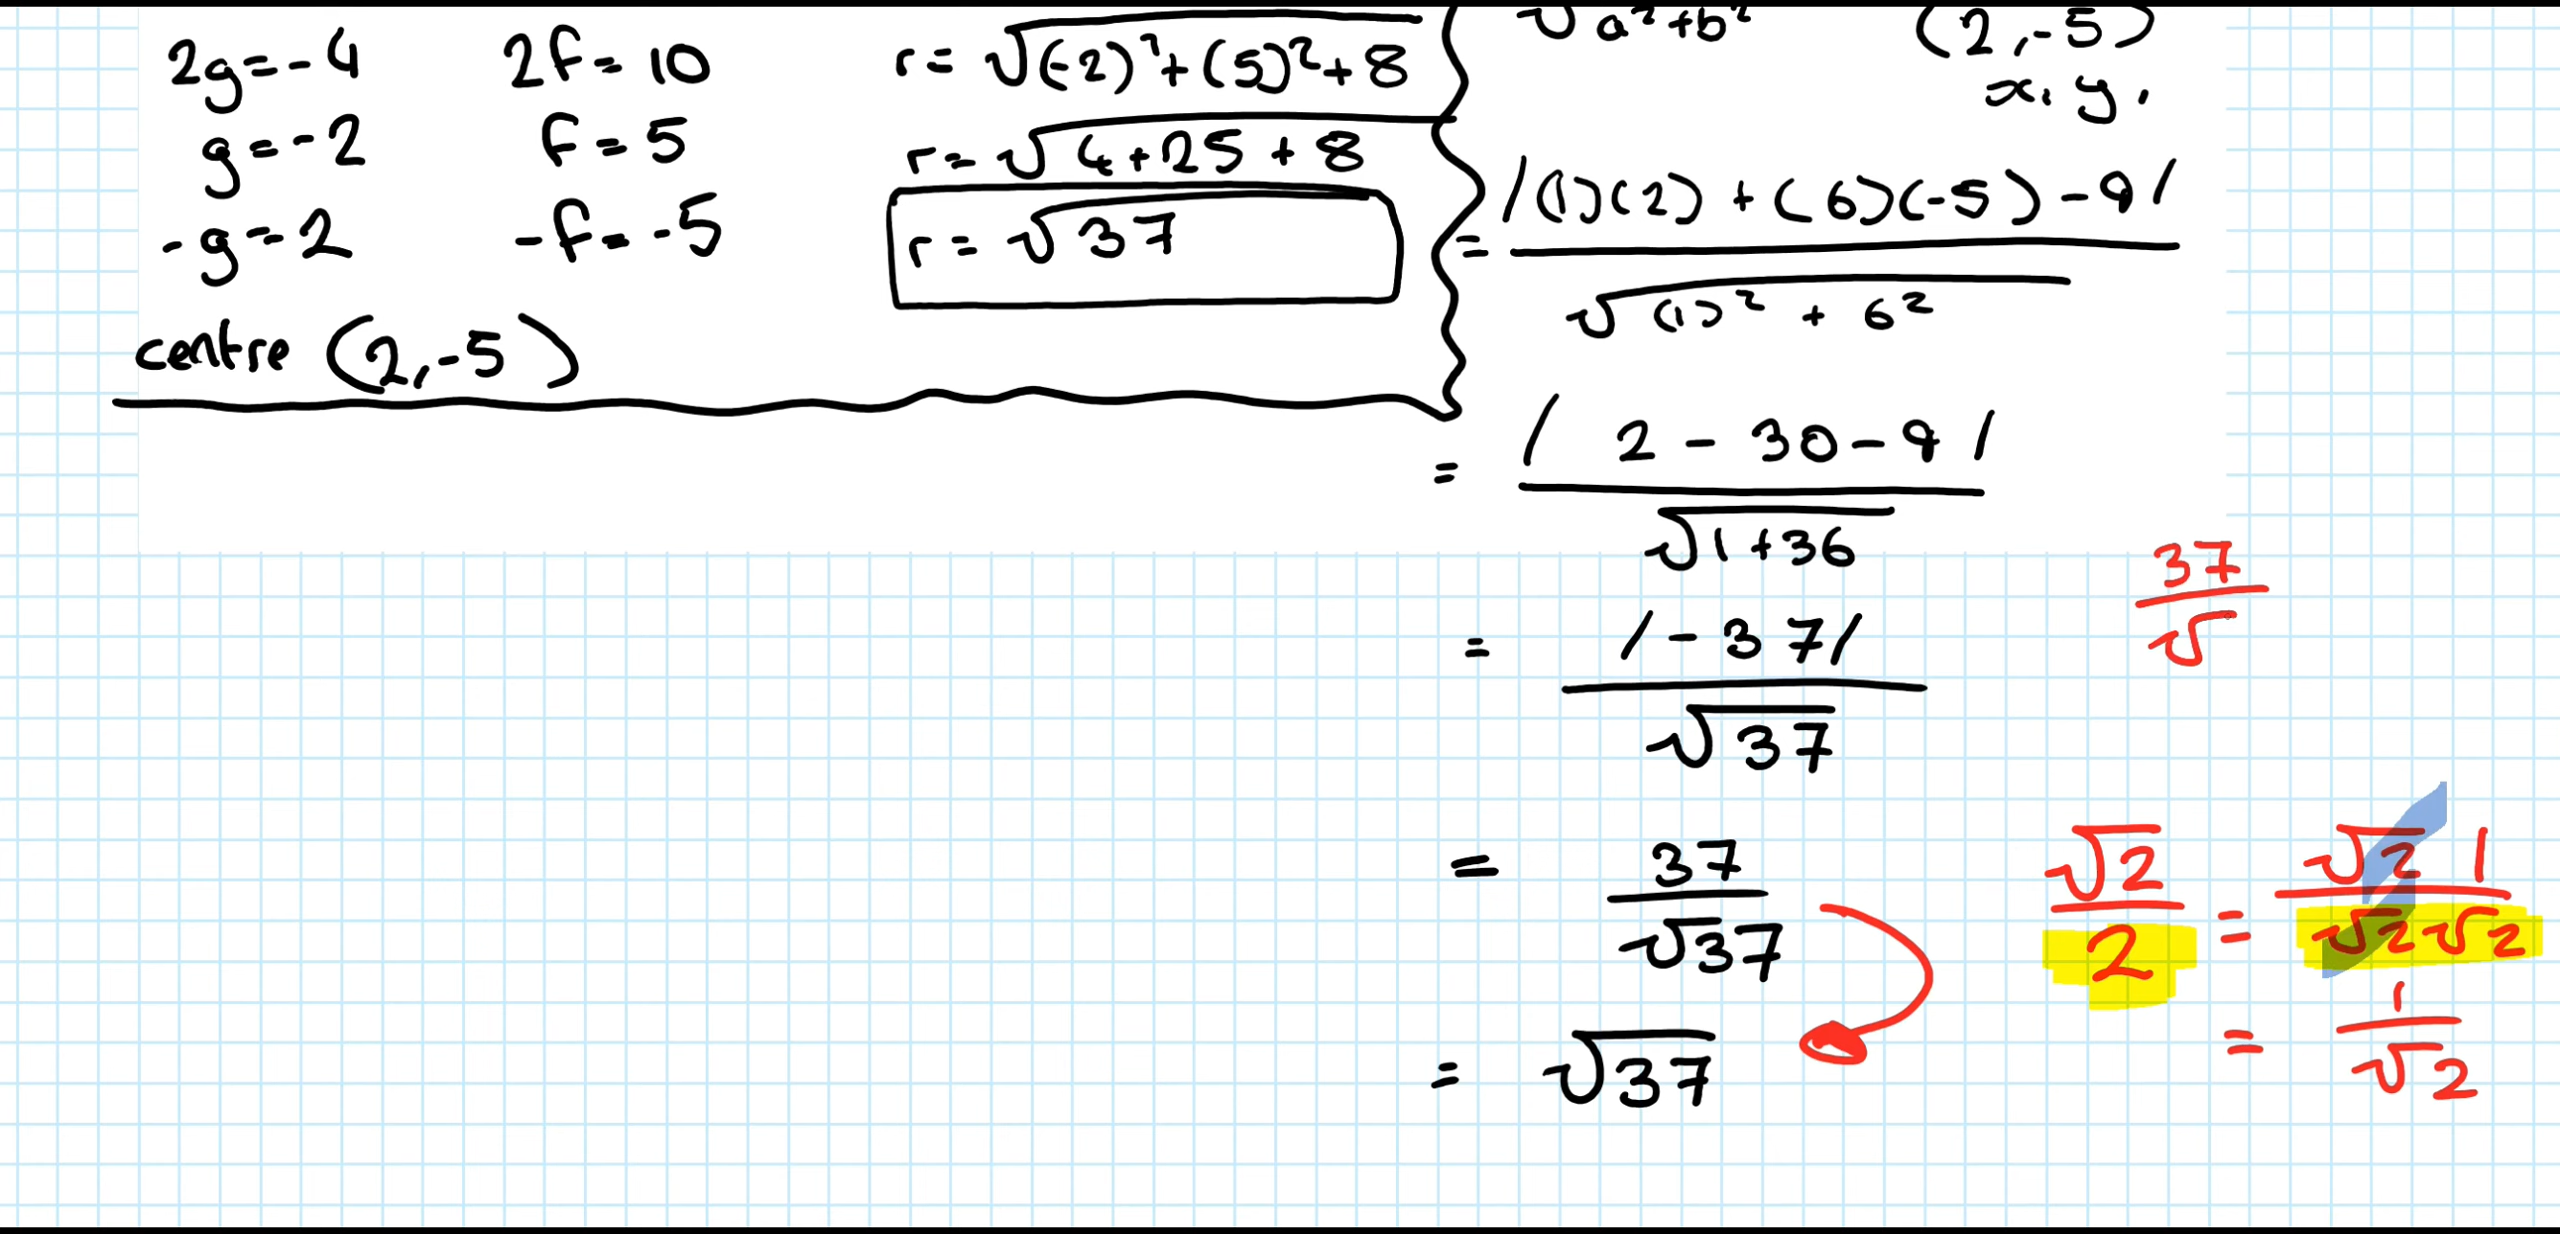 2g = -4
g = -2
-g = 2
centre (2, -5)
2f = 10
f = 5
-f = -5
r = √((-2)² + (5)² + 8)
r = √(4 + 25 + 8)
r = √37
√(a² + b²)
(2, -5)
x₁ y₁
= |(1)(2) + (6)(-5) - 9| / √((1)² + 6²)
= |2 - 30 - 9| / √(1 + 36)
= |-37| / √37
= 37 / √37
= √37
37 / √
√2 / 2 = √2 1 / √2 √2
= 1 / √2